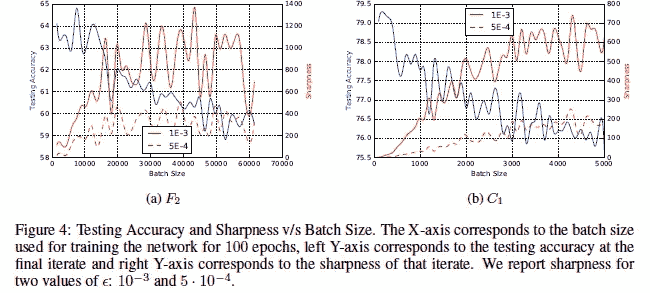 65
64
63
62
61
60
59
58
Testing Accuracy
1400
1200
1000
800
600
400
200
0
Sharpness
1E-3
5E-4
0 10000 20000 30000 40000 50000 60000 70000
Batch Size
(a) F2
79.5
79.0
78.5
78.0
77.5
77.0
76.5
76.0
75.5
Testing Accuracy
800
700
600
500
400
300
200
100
0
Sharpness
1E-3
5E-4
0 1000 2000 3000 4000 5000
Batch Size
(b) C1
Figure 4: Testing Accuracy and Sharpness v/s Batch Size. The X-axis corresponds to the batch size
used for training the network for 100 epochs, left Y-axis corresponds to the testing accuracy at the
final iterate and right Y-axis corresponds to the sharpness of that iterate. We report sharpness for
two values of ϵ: 10⁻³ and 5 · 10⁻⁴.